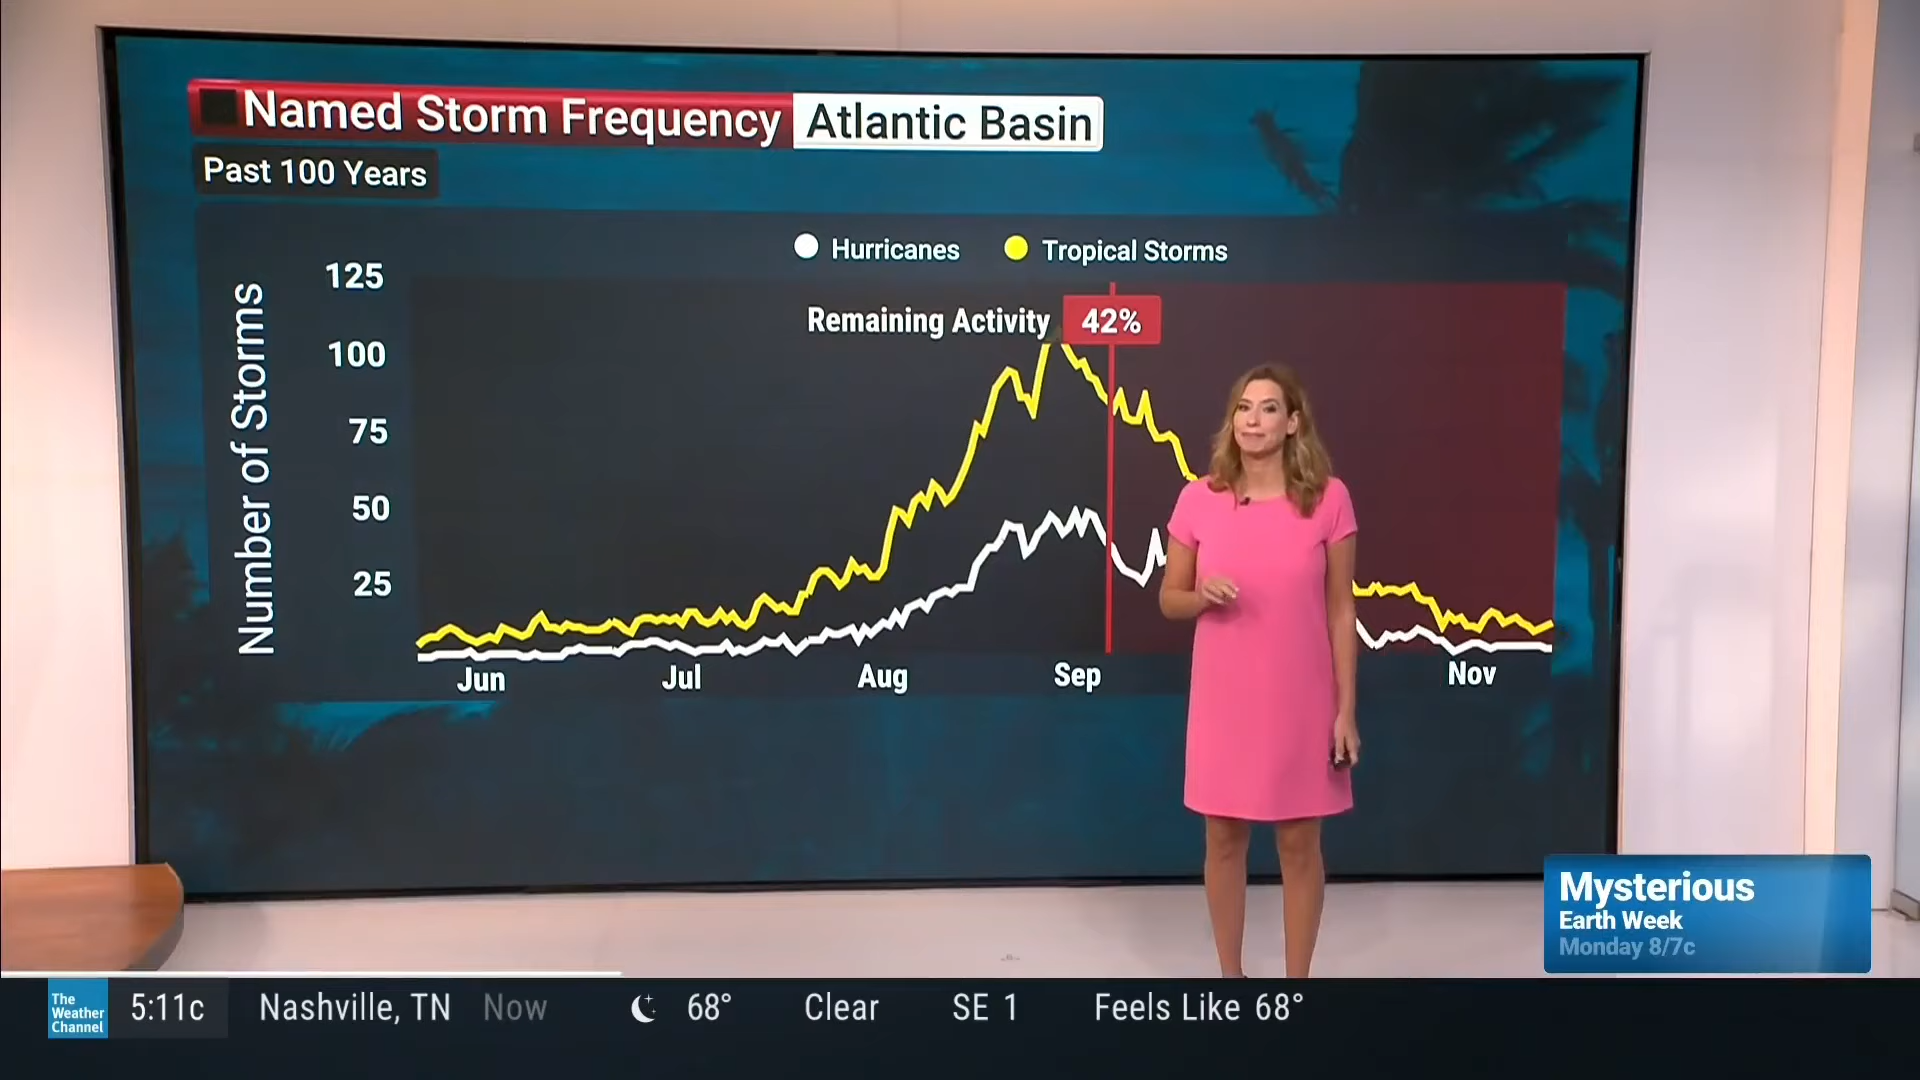 Named Storm Frequency Atlantic Basin
Past 100 Years
Hurricanes Tropical Storms
Number of Storms
125
100
75
50
25
Remaining Activity 42%
Jun Jul Aug Sep Nov
Mysterious
Earth Week
Monday 8/7c
The
Weather
Channel
5:11c Nashville, TN Now 68° Clear SE 1 Feels Like 68°